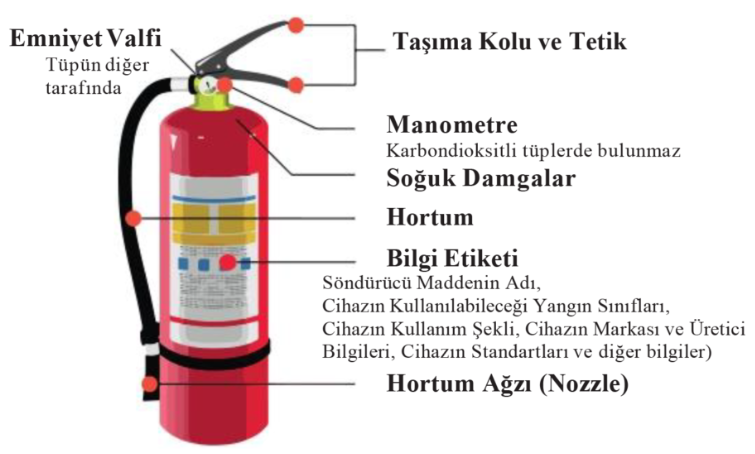 Emniyet Valfi
Tüpün diğer
tarafında
Taşıma Kolu ve Tetik
Manometre
Karbondioksitli tüplerde bulunmaz
Soğuk Damgalar
Hortum
Bilgi Etiketi
Söndürücü Maddenin Adı,
Cihazın Kullanılabileceği Yangın Sınıfları,
Cihazın Kullanım Şekli, Cihazın Markası ve Üretici
Bilgileri, Cihazın Standartları ve diğer bilgiler)
Hortum Ağzı (Nozzle)